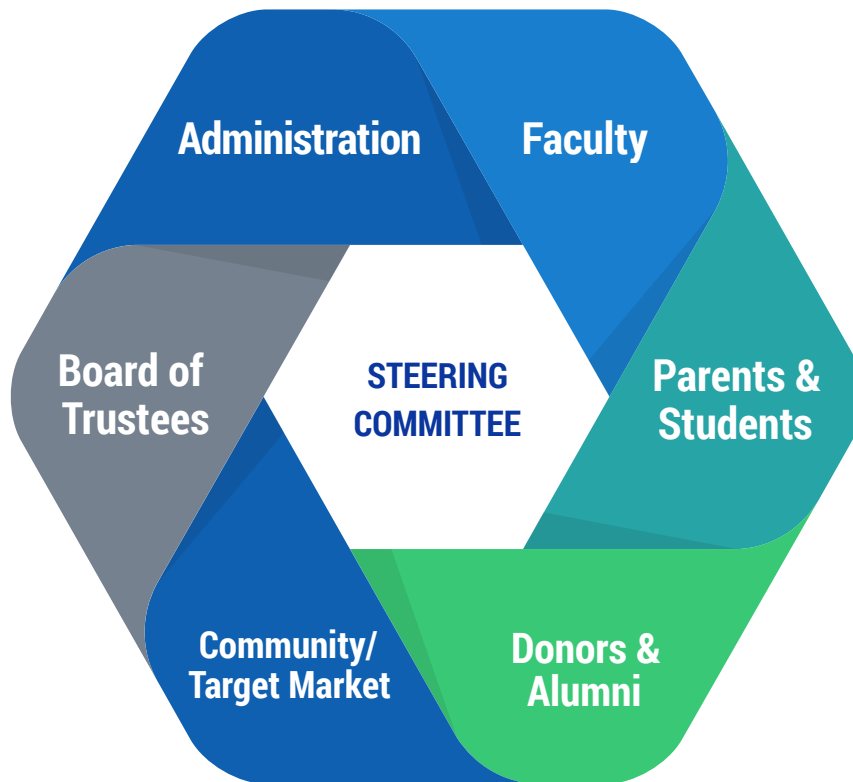 Administration
Faculty
Board of
Trustees
STEERING
COMMITTEE
Parents &
Students
Community/
Target Market
Donors &
Alumni